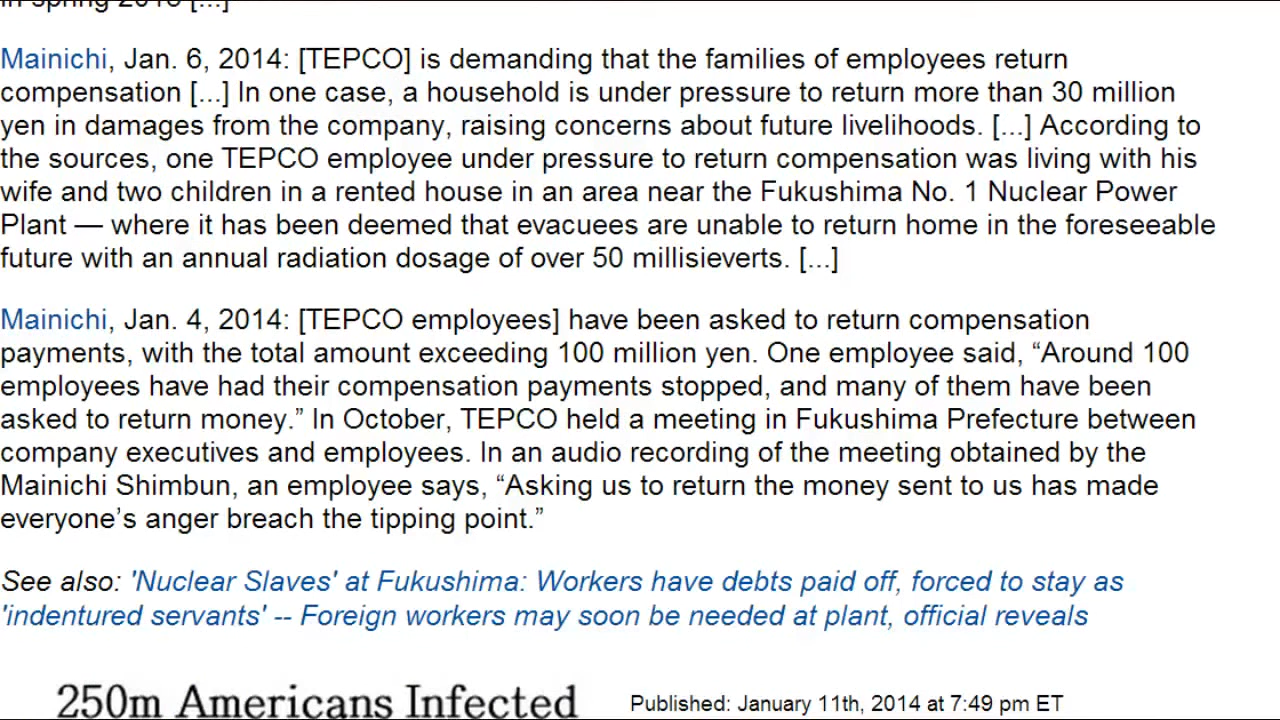 in spring 2013 [...]
Mainichi, Jan. 6, 2014: [TEPCO] is demanding that the families of employees return
compensation [...] In one case, a household is under pressure to return more than 30 million
yen in damages from the company, raising concerns about future livelihoods. [...] According to
the sources, one TEPCO employee under pressure to return compensation was living with his
wife and two children in a rented house in an area near the Fukushima No. 1 Nuclear Power
Plant — where it has been deemed that evacuees are unable to return home in the foreseeable
future with an annual radiation dosage of over 50 millisieverts. [...]
Mainichi, Jan. 4, 2014: [TEPCO employees] have been asked to return compensation
payments, with the total amount exceeding 100 million yen. One employee said, “Around 100
employees have had their compensation payments stopped, and many of them have been
asked to return money.” In October, TEPCO held a meeting in Fukushima Prefecture between
company executives and employees. In an audio recording of the meeting obtained by the
Mainichi Shimbun, an employee says, “Asking us to return the money sent to us has made
everyone’s anger breach the tipping point.”
See also: 'Nuclear Slaves' at Fukushima: Workers have debts paid off, forced to stay as
'indentured servants' -- Foreign workers may soon be needed at plant, official reveals
250m Americans Infected
Published: January 11th, 2014 at 7:49 pm ET